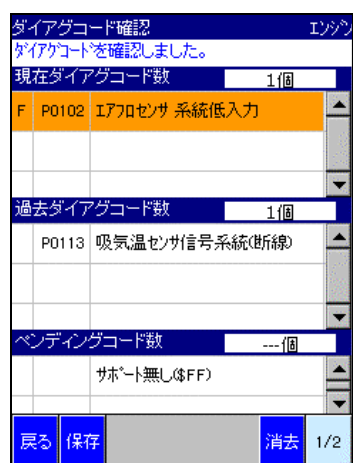 ダイアグコード確認 エンジン
ダイアグコードを確認しました。
現在ダイアグコード数 1個
F P0102 エアフロセンサ 系統低入力
過去ダイアグコード数 1個
P0113 吸気温センサ信号系統(断線)
ペンディングコード数 ---個
サポート無し($FF)
戻る 保存 消去 1/2